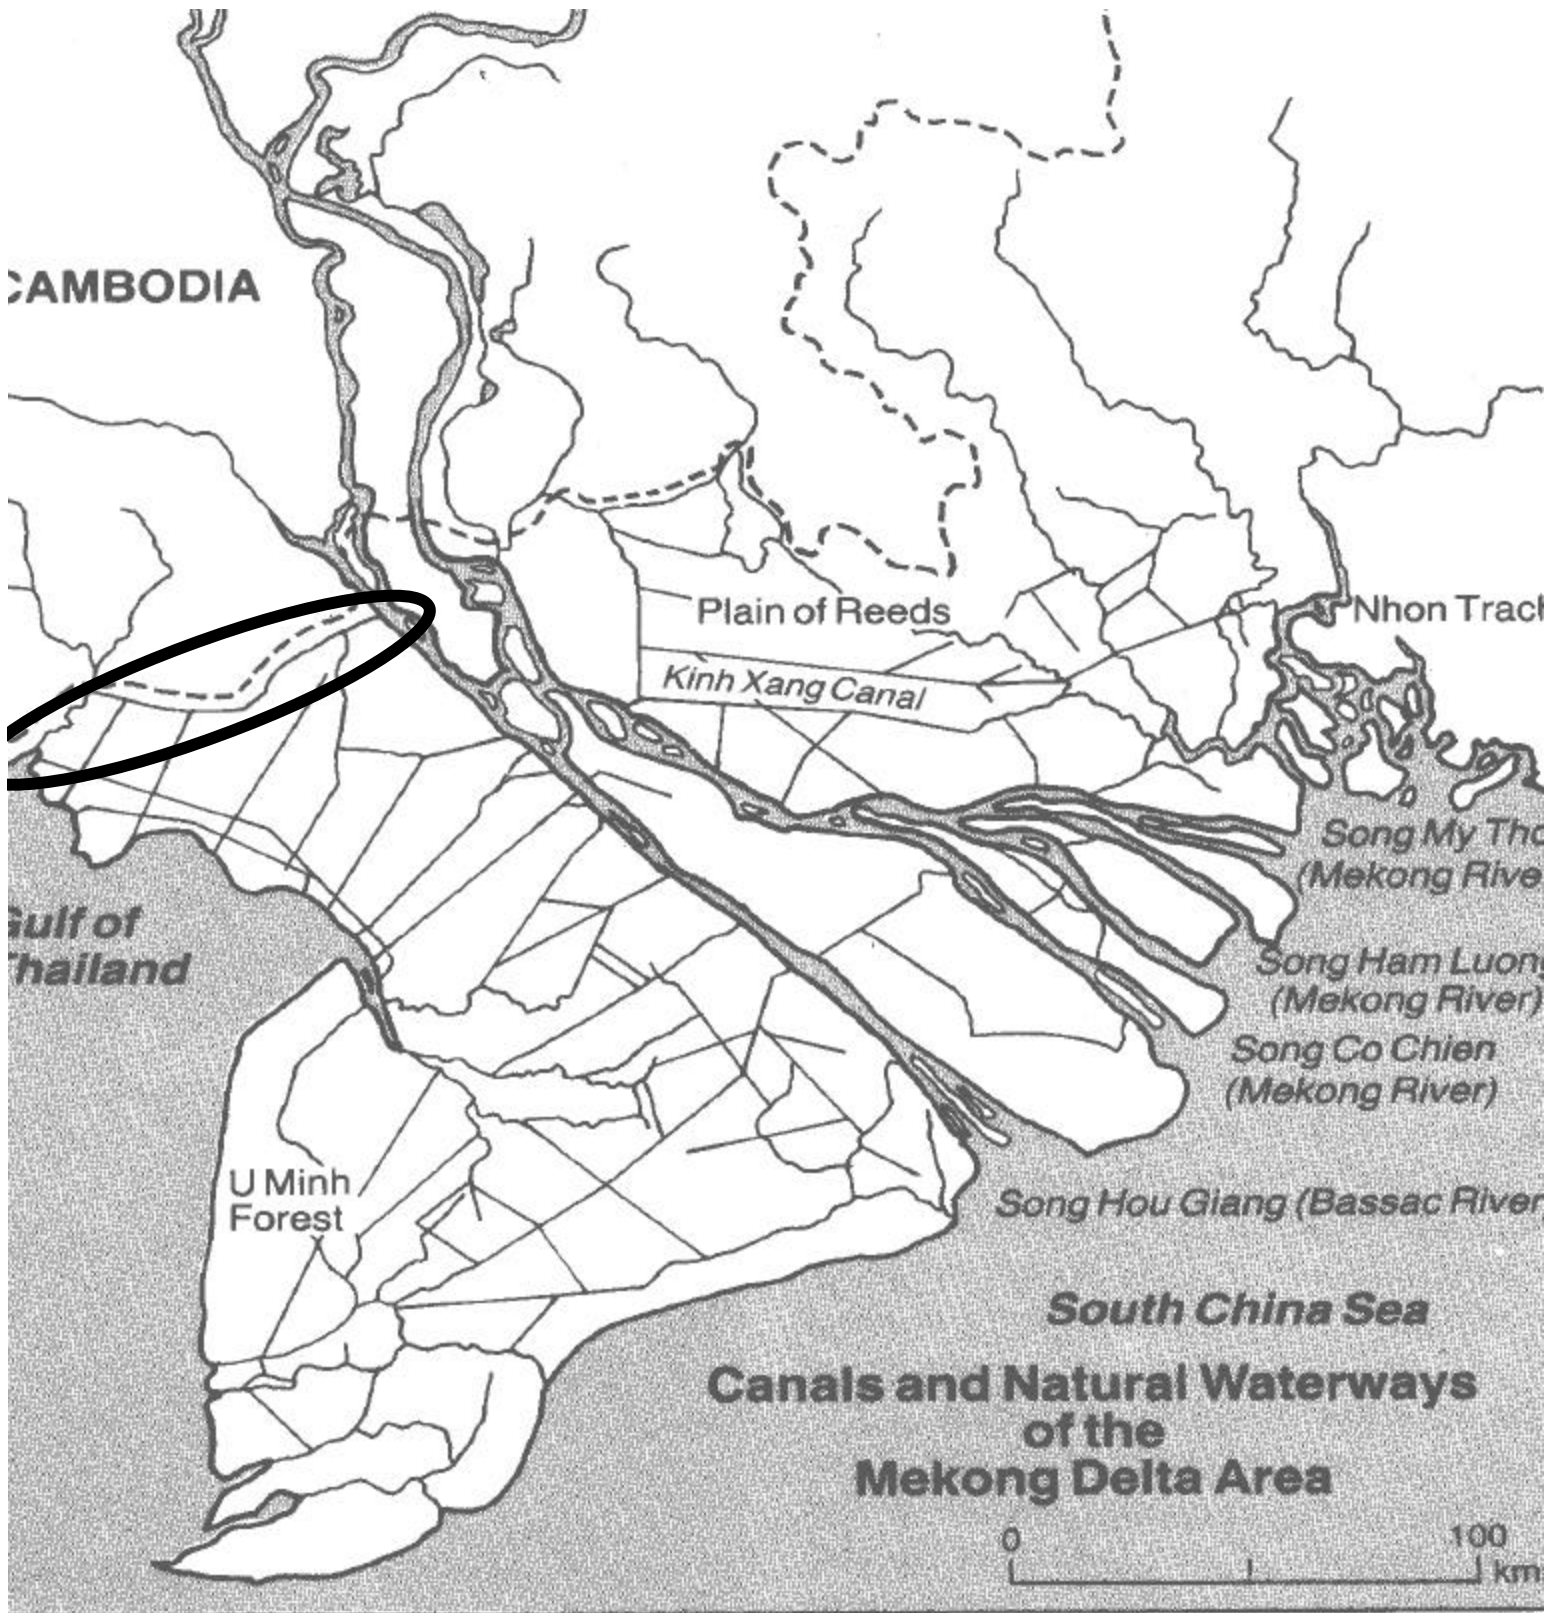 CAMBODIA
Plain of Reeds
Nhon Trach
Kinh Xang Canal
Song My Tho
(Mekong River
Gulf of
Thailand
Song Ham Luong
(Mekong River)
Song Co Chien
(Mekong River)
U Minh
Forest
Song Hou Giang (Bassac River)
South China Sea
Canals and Natural Waterways
of the
Mekong Delta Area
0
100
km